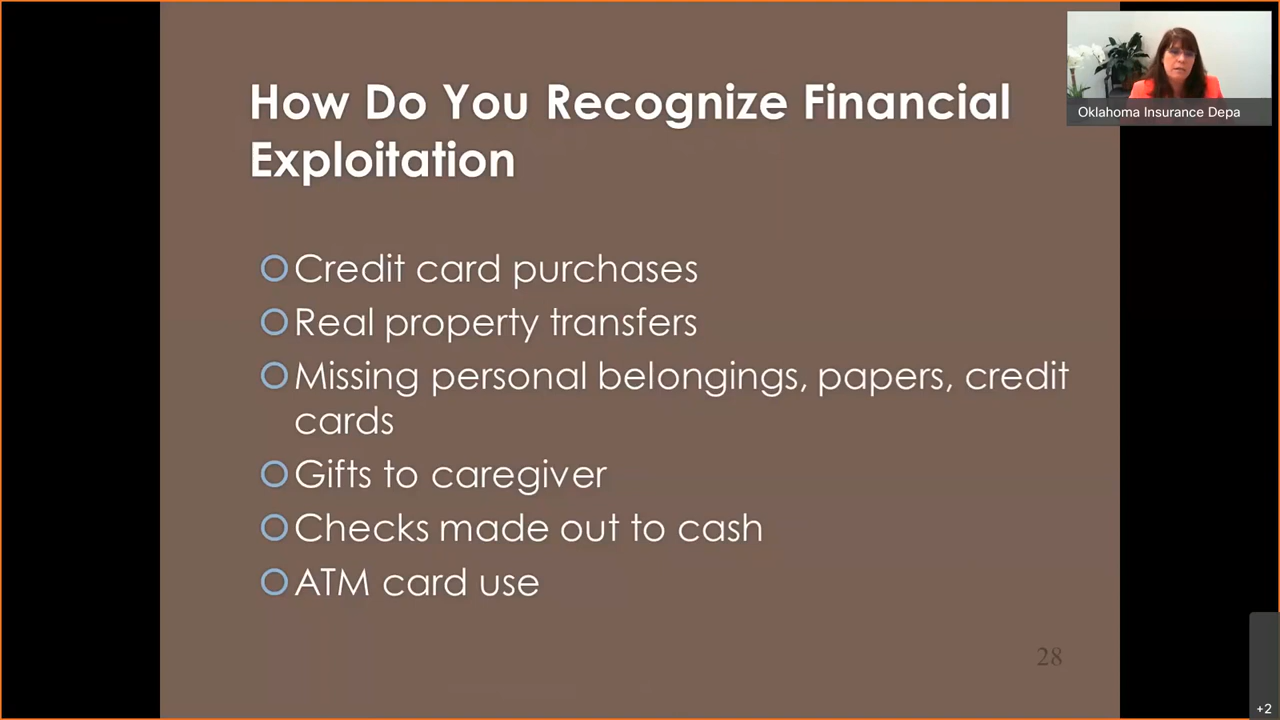 How Do You Recognize Financial
Exploitation
Credit card purchases
Real property transfers
Missing personal belongings, papers, credit
cards
Gifts to caregiver
Checks made out to cash
ATM card use
28
Oklahoma Insurance Depa
+2